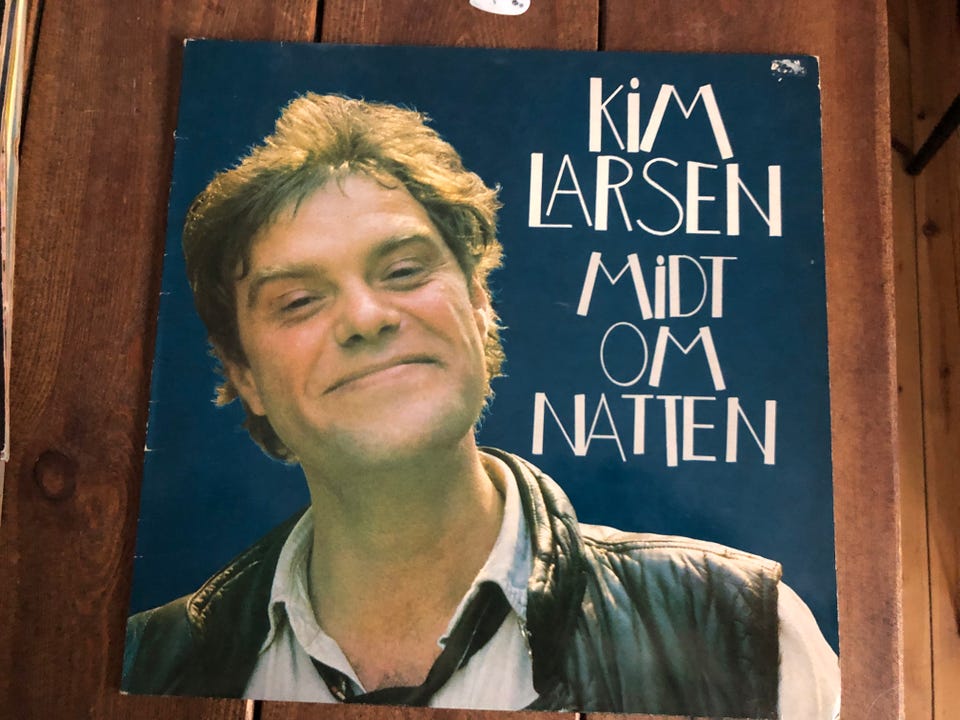 KiM
LARSEN
MiDT
OM
NATTEN